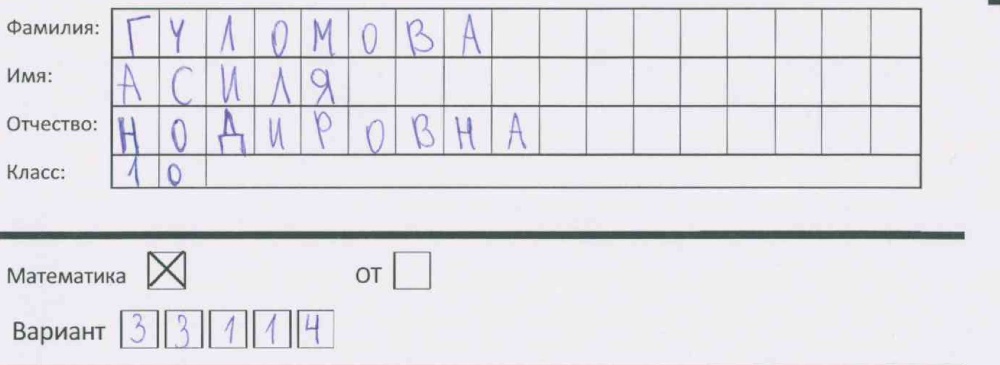 Фамилия: ГУЛОМОВА
Имя: АСИЛЯ
Отчество: НОДИРОВНА
Класс: 10
Математика ☒ ОТ ☐
Вариант 33114